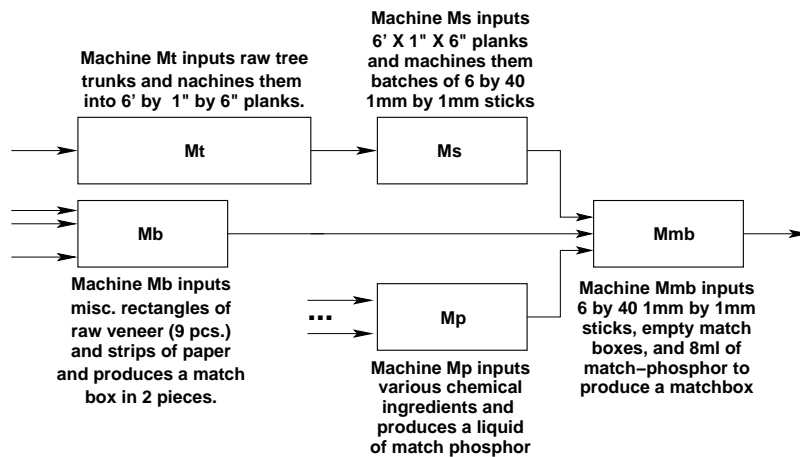 Machine Ms inputs
6' X 1" X 6" planks
and machines them
batches of 6 by 40
1mm by 1mm sticks
Machine Mt inputs raw tree
trunks and nachines them
into 6' by 1" by 6" planks.
Mt
Ms
Mb
Mmb
Machine Mb inputs
misc. rectangles of
raw veneer (9 pcs.)
and strips of paper
and produces a match
box in 2 pieces.
...
Mp
Machine Mp inputs
various chemical
ingredients and
produces a liquid
of match phosphor
Machine Mmb inputs
6 by 40 1mm by 1mm
sticks, empty match
boxes, and 8ml of
match−phosphor to
produce a matchbox